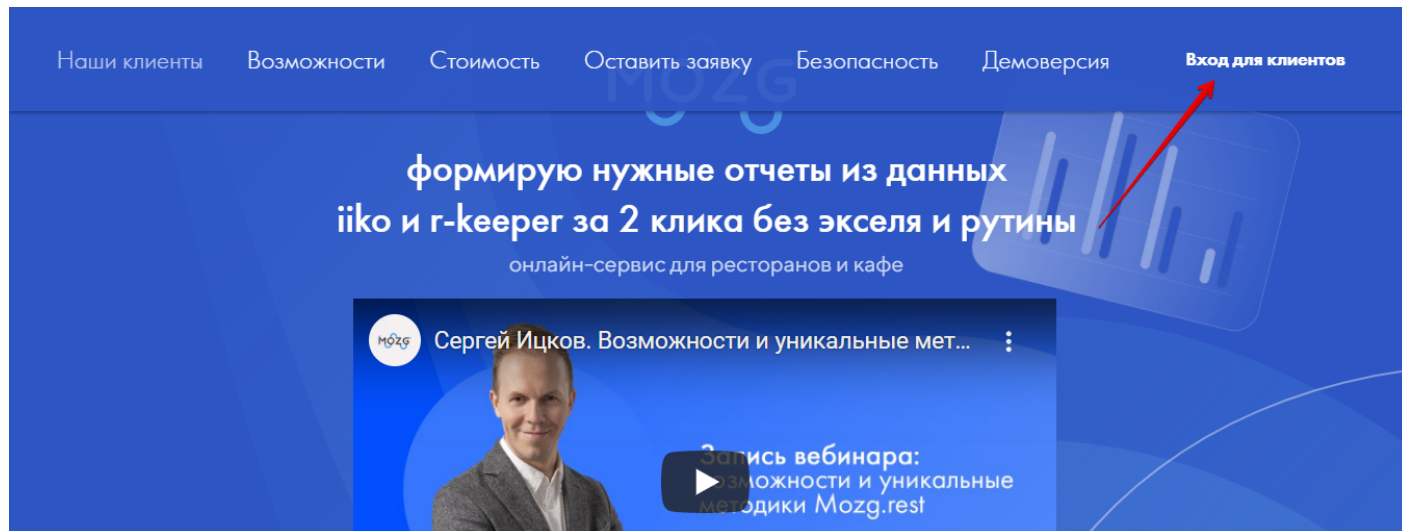 Наши клиенты Возможности Стоимость Оставить заявку Безопасность Демоверсия Вход для клиентов
MOZG
формирую нужные отчеты из данных
iiko и r-keeper за 2 клика без экселя и рутины
онлайн-сервис для ресторанов и кафе
MOZG Сергей Ицков. Возможности и уникальные мет...
Запись вебинара:
возможности и уникальные
методики Mozg.rest